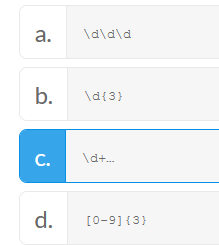 a. \d\d\d
b. \d{3}
c. \d+…
d. [0-9]{3}